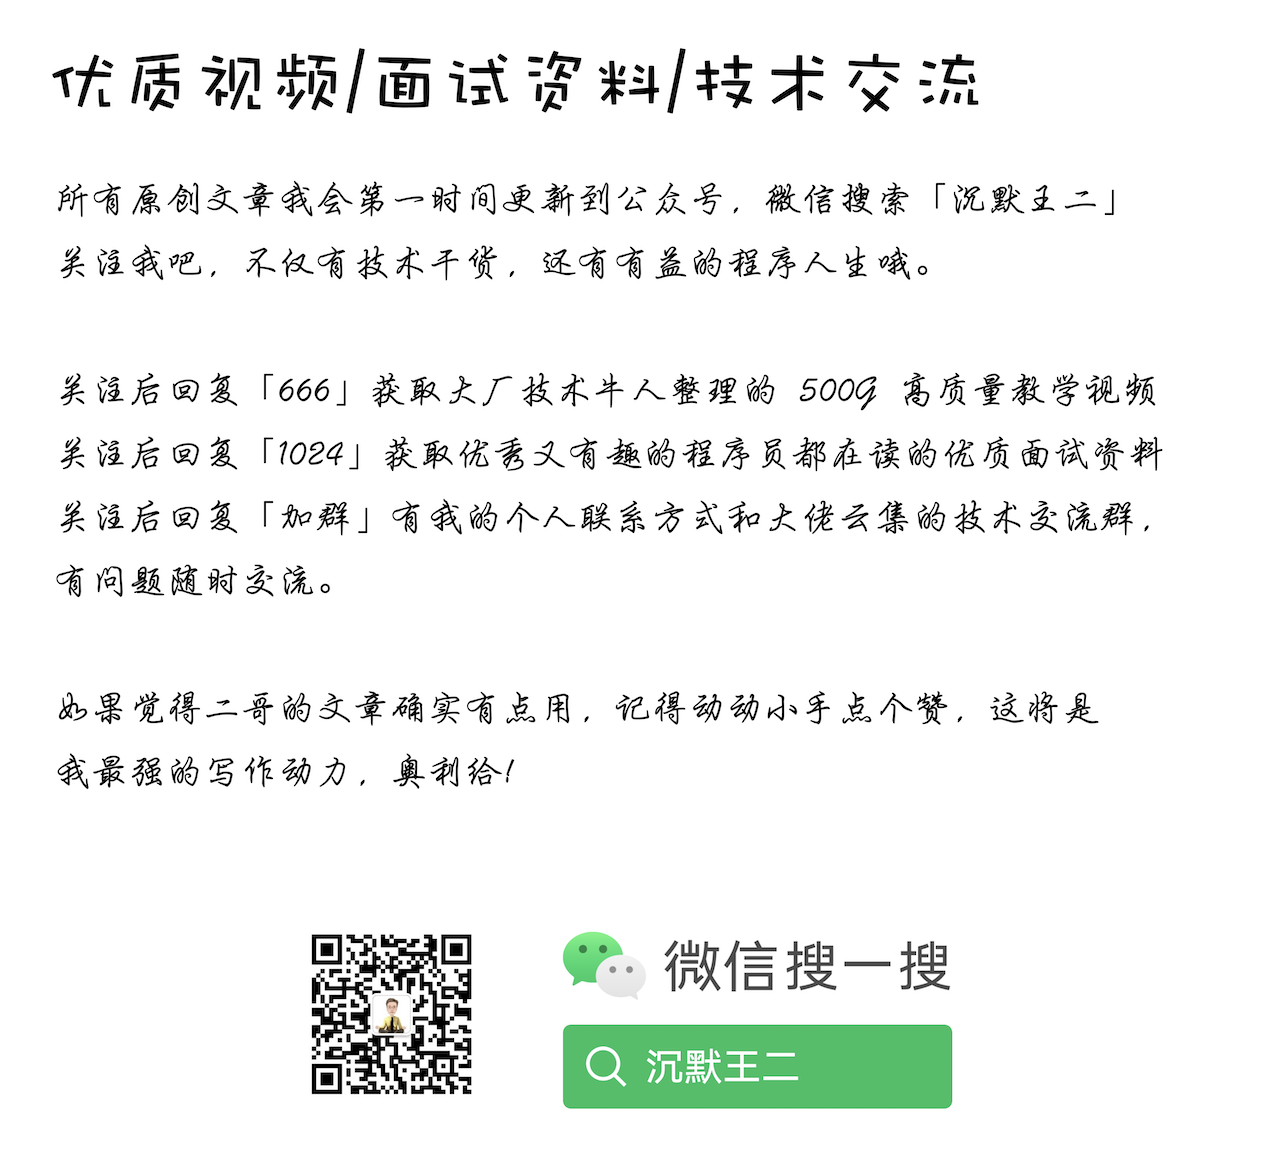 优质视频/面试资料/技术交流
所有原创文章我会第一时间更新到公众号，微信搜索「沉默王二」
关注我吧，不仅有技术干货，还有有益的程序人生哦。
关注后回复「666」获取大厂技术牛人整理的 500G 高质量教学视频
关注后回复「1024」获取优秀又有趣的程序员都在读的优质面试资料
关注后回复「加群」有我的个人联系方式和大佬云集的技术交流群，
有问题随时交流。
如果觉得二哥的文章确实有点用，记得动动小手点个赞，这将是
我最强的写作动力，奥利给！
微信搜一搜
沉默王二